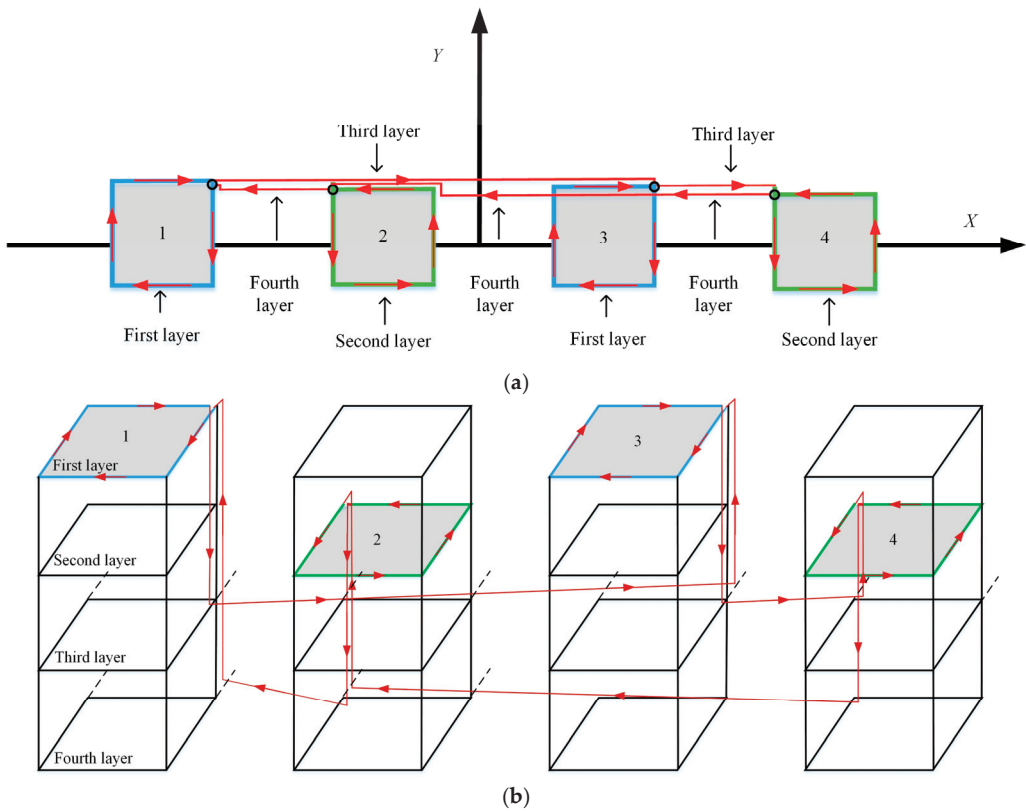 Y
Third layer
Third layer
1
2
3
4
X
Fourth
layer
Fourth
layer
Fourth
layer
First layer
Second layer
First layer
Second layer
(a)
1
3
First layer
2
4
Second layer
Third layer
Fourth layer
(b)